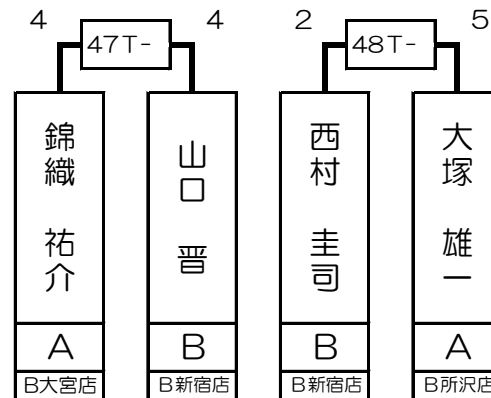 4 4 2 5
47T- 48T-
錦織 祐介
山口 晋
西村 圭司
大塚 雄一
A B B A
B大宮店 B新宿店 B新宿店 B所沢店